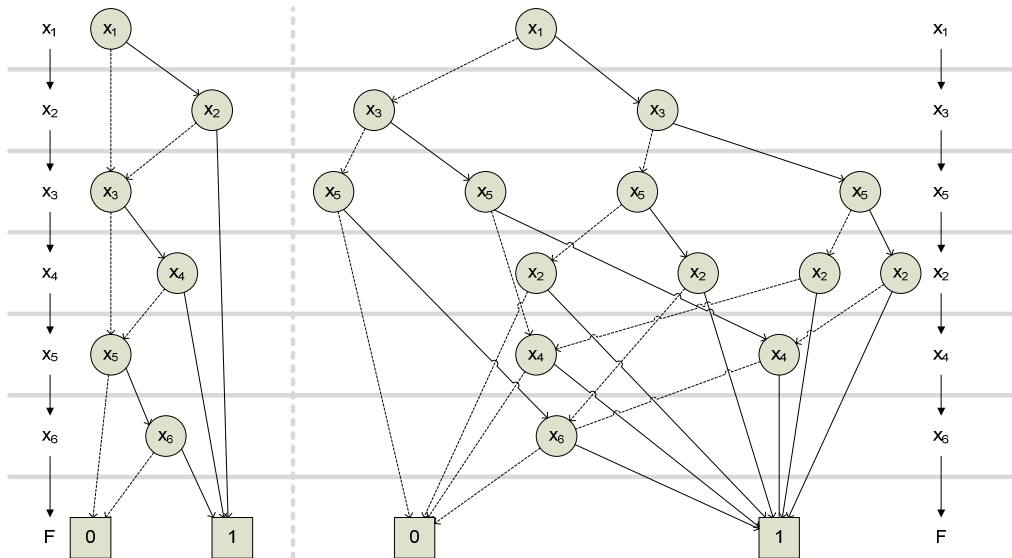 x₁ x₁ x₁ x₁
x₂ x₂ x₃ x₃ x₃
x₃ x₃ x₅ x₅ x₅ x₅ x₅
x₄ x₄ x₂ x₂ x₂ x₂ x₂
x₅ x₅ x₄ x₄ x₄
x₆ x₆ x₆ x₆
F 0 1 0 1 F